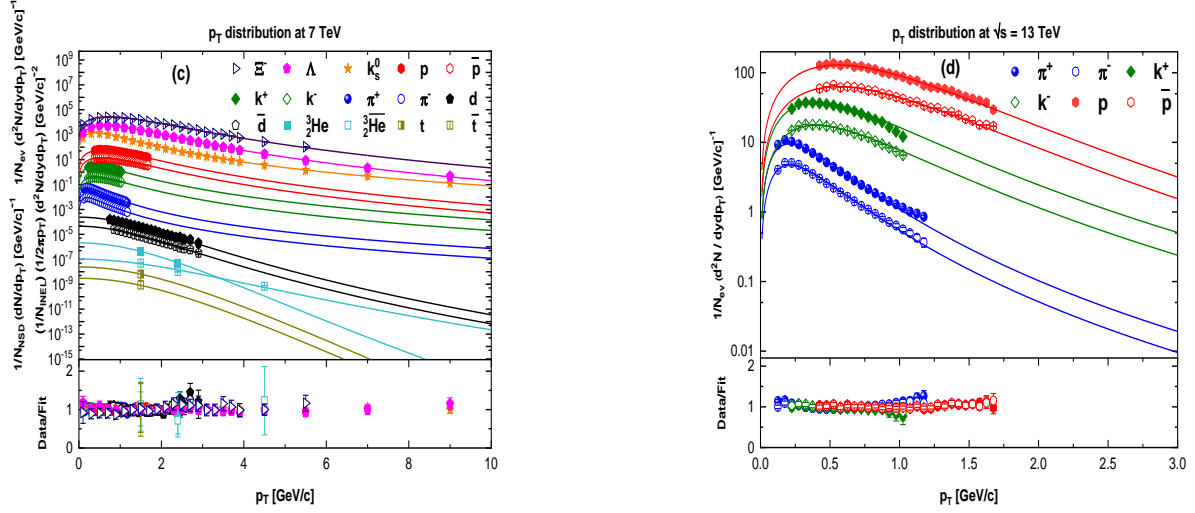 p_T distribution at 7 TeV
1/N_NSD (dN/dp_T) [GeV/c]⁻¹ 1/N_ev (d²N/dydp_T) [GeV/c]⁻¹
(1/N_INEL) (1/2πp_T) (d²N/dydp_T) [GeV/c]⁻²
(c)
Ξ̄⁻ Λ k⁰_s p p̄
k⁺ k⁻ π⁺ π⁻ d
d̄ ³₂He ³₂H̄ē t t̄
10⁹
10⁷
10⁵
10³
10¹
10⁻¹
10⁻³
10⁻⁵
10⁻⁷
10⁻⁹
10⁻¹¹
10⁻¹³
10⁻¹⁵
Data/Fit
2
1
0
0 2 4 6 8 10
p_T [GeV/c]
p_T distribution at √s = 13 TeV
1/N_ev (d²N / dydp_T) [GeV/c]⁻¹
(d)
π⁺ π⁻ k⁺
k⁻ p p̄
100
10
1
0.1
0.01
Data/Fit
2
1
0
0.0 0.5 1.0 1.5 2.0 2.5 3.0
p_T [GeV/c]